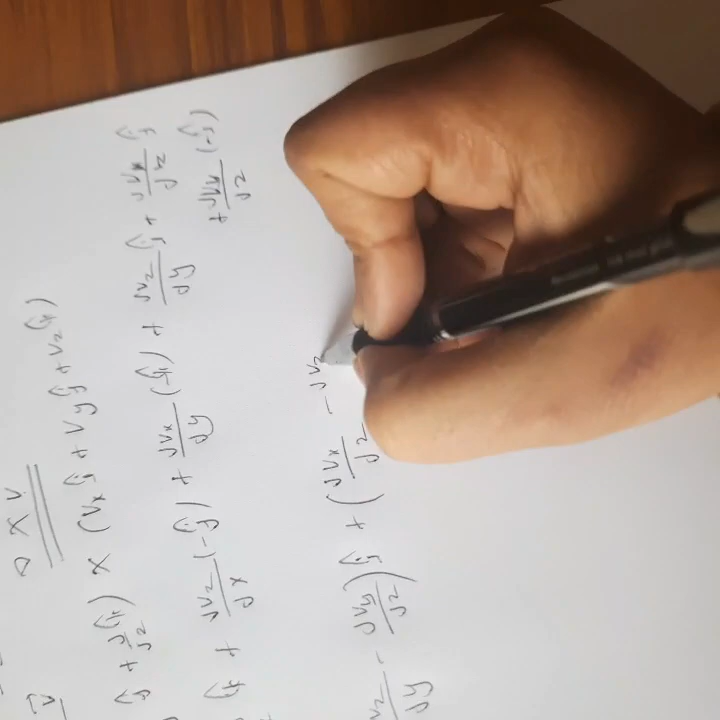 ∇ × V
ĵ + ∂(k̂)/∂z) × (Vx î + Vy ĵ + Vz (k̂)
k̂ + ∂Vz/∂x (-ĵ) + ∂Vx/∂y (-k̂) + ∂Vz/∂y î + ∂Vx/∂z ĵ
+ ∂Vy/∂z (-î)
Vz/∂y - ∂Vy/∂z) î + (∂Vx/∂z - ∂Vz